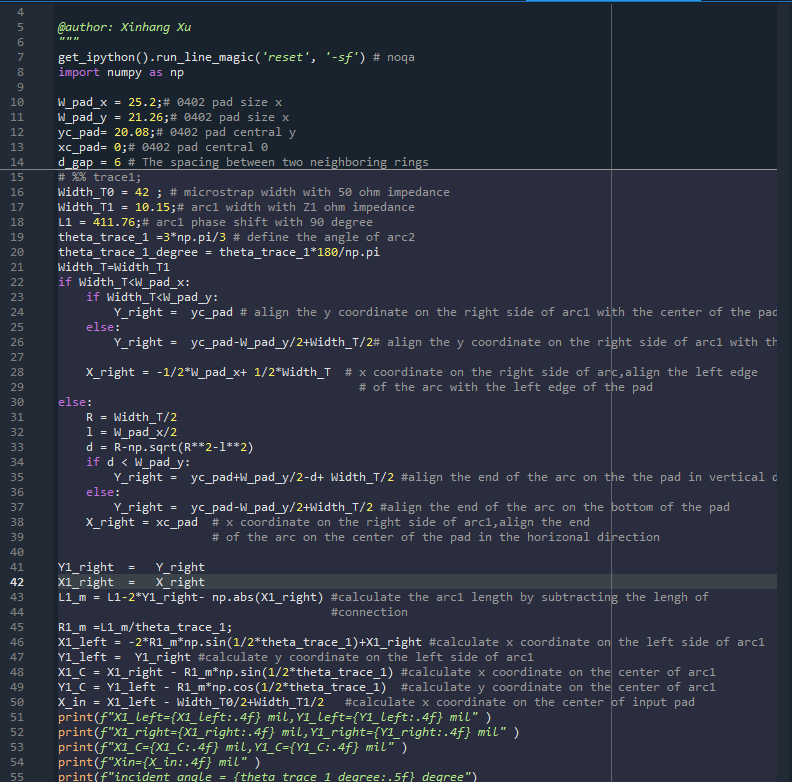 4
5 @author: Xinhang Xu
6 """
7 get_ipython().run_line_magic('reset', '-sf') # noqa
8 import numpy as np
9
10 W_pad_x = 25.2;# 0402 pad size x
11 W_pad_y = 21.26;# 0402 pad size x
12 yc_pad= 20.08;# 0402 pad central y
13 xc_pad= 0;# 0402 pad central 0
14 d_gap = 6 # The spacing between two neighboring rings
15 # %% trace1;
16 Width_T0 = 42 ; # microstrap width with 50 ohm impedance
17 Width_T1 = 10.15;# arc1 width with Z1 ohm impedance
18 L1 = 411.76;# arc1 phase shift with 90 degree
19 theta_trace_1 =3*np.pi/3 # define the angle of arc2
20 theta_trace_1_degree = theta_trace_1*180/np.pi
21 Width_T=Width_T1
22 if Width_T<W_pad_x:
23     if Width_T<W_pad_y:
24         Y_right =  yc_pad # align the y coordinate on the right side of arc1 with the center of the pad
25     else:
26         Y_right =  yc_pad-W_pad_y/2+Width_T/2# align the y coordinate on the right side of arc1 with th
27
28     X_right = -1/2*W_pad_x+ 1/2*Width_T  # x coordinate on the right side of arc,align the left edge
29                                            # of the arc with the left edge of the pad
30 else:
31     R = Width_T/2
32     l = W_pad_x/2
33     d = R-np.sqrt(R**2-l**2)
34     if d < W_pad_y:
35         Y_right =  yc_pad+W_pad_y/2-d+ Width_T/2 #align the end of the arc on the the pad in vertical d
36     else:
37         Y_right =  yc_pad-W_pad_y/2+Width_T/2 #align the end of the arc on the bottom of the pad
38     X_right = xc_pad  # x coordinate on the right side of arc1,align the end
39                       # of the arc on the center of the pad in the horizonal direction
40
41 Y1_right  =   Y_right
42 X1_right  =   X_right
43 L1_m = L1-2*Y1_right- np.abs(X1_right) #calculate the arc1 length by subtracting the lengh of
44                                        #connection
45 R1_m =L1_m/theta_trace_1;
46 X1_left = -2*R1_m*np.sin(1/2*theta_trace_1)+X1_right #calculate x coordinate on the left side of arc1
47 Y1_left =  Y1_right #calculate y coordinate on the left side of arc1
48 X1_C = X1_right - R1_m*np.sin(1/2*theta_trace_1) #calculate x coordinate on the center of arc1
49 Y1_C = Y1_left - R1_m*np.cos(1/2*theta_trace_1)  #calculate y coordinate on the center of arc1
50 X_in = X1_left - Width_T0/2+Width_T1/2   #calculate x coordinate on the center of input pad
51 print(f"X1_left={X1_left:.4f} mil,Y1_left={Y1_left:.4f} mil" )
52 print(f"X1_right={X1_right:.4f} mil,Y1_right={Y1_right:.4f} mil" )
53 print(f"X1_C={X1_C:.4f} mil,Y1_C={Y1_C:.4f} mil" )
54 print(f"Xin={X_in:.4f} mil" )
55 print(f"incident angle = {theta_trace_1_degree:.5f} degree")